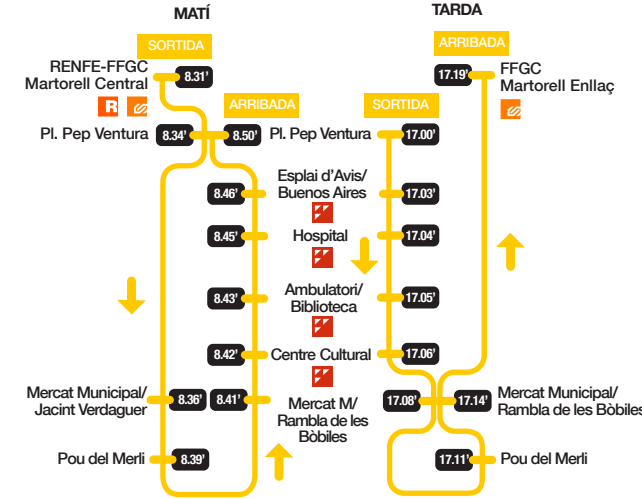 MATÍ
TARDA
SORTIDA
ARRIBADA
RENFE-FFGC
Martorell Central
8.31'
17.19'
FFGC
Martorell Enllaç
R
ARRIBADA
SORTIDA
Pl. Pep Ventura
8.34'
8.50'
Pl. Pep Ventura
17.00'
8.46'
Esplai d'Avis/
Buenos Aires
17.03'
8.45'
Hospital
17.04'
8.43'
Ambulatori/
Biblioteca
17.05'
8.42'
Centre Cultural
17.06'
Mercat Municipal/
Jacint Verdaguer
8.36'
8.41'
Mercat M/
Rambla de les
Bòbiles
17.08'
17.14'
Mercat Municipal/
Rambla de les Bòbiles
Pou del Merli
8.39'
17.11'
Pou del Merli